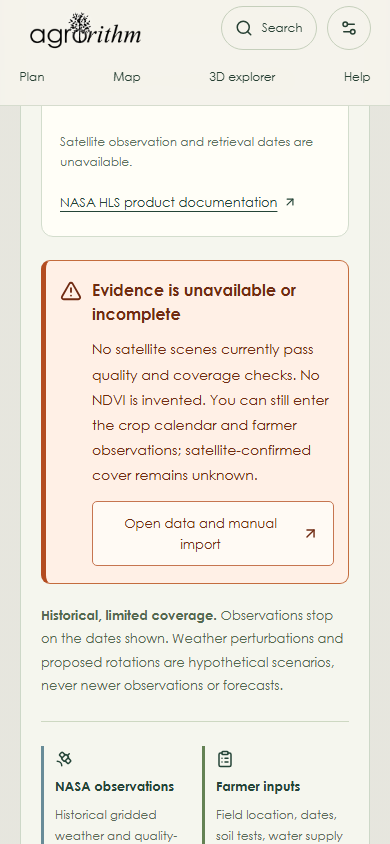 agrorithm
Search
Plan
Map
3D explorer
Help
Satellite observation and retrieval dates are
unavailable.
NASA HLS product documentation
Evidence is unavailable or
incomplete
No satellite scenes currently pass
quality and coverage checks. No
NDVI is invented. You can still enter
the crop calendar and farmer
observations; satellite-confirmed
cover remains unknown.
Open data and manual
import
Historical, limited coverage. Observations stop
on the dates shown. Weather perturbations and
proposed rotations are hypothetical scenarios,
never newer observations or forecasts.
NASA observations
Historical gridded
weather and quality-
Farmer inputs
Field location, dates,
soil tests, water supply